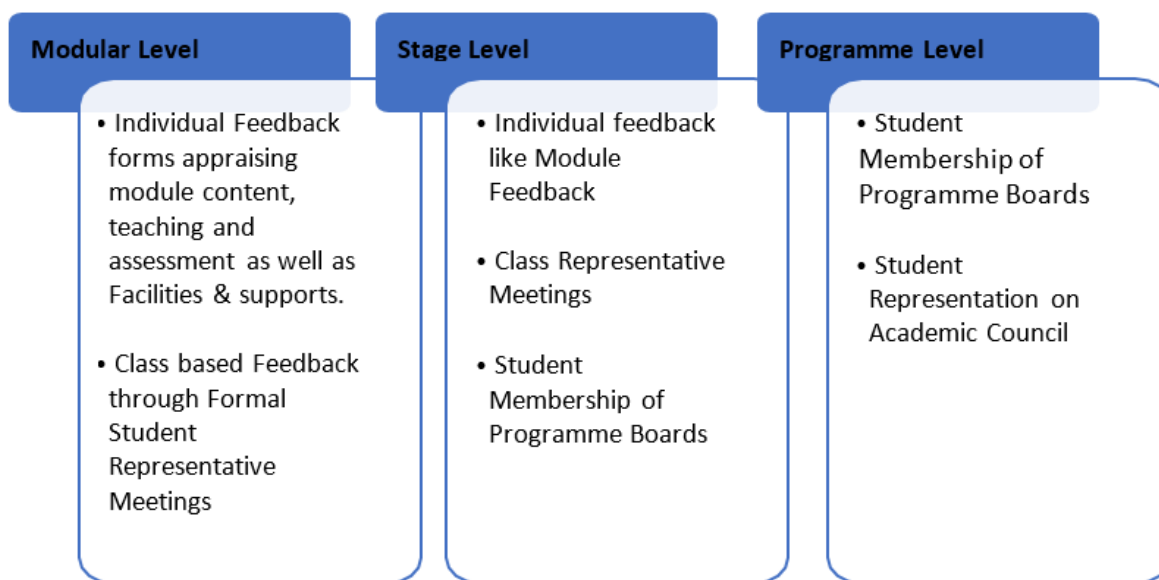 Modular Level
• Individual Feedback
forms appraising
module content,
teaching and
assessment as well as
Facilities & supports.
• Class based Feedback
through Formal
Student
Representative
Meetings
Stage Level
• Individual feedback
like Module
Feedback
• Class Representative
Meetings
• Student
Membership of
Programme Boards
Programme Level
• Student
Membership of
Programme Boards
• Student
Representation on
Academic Council